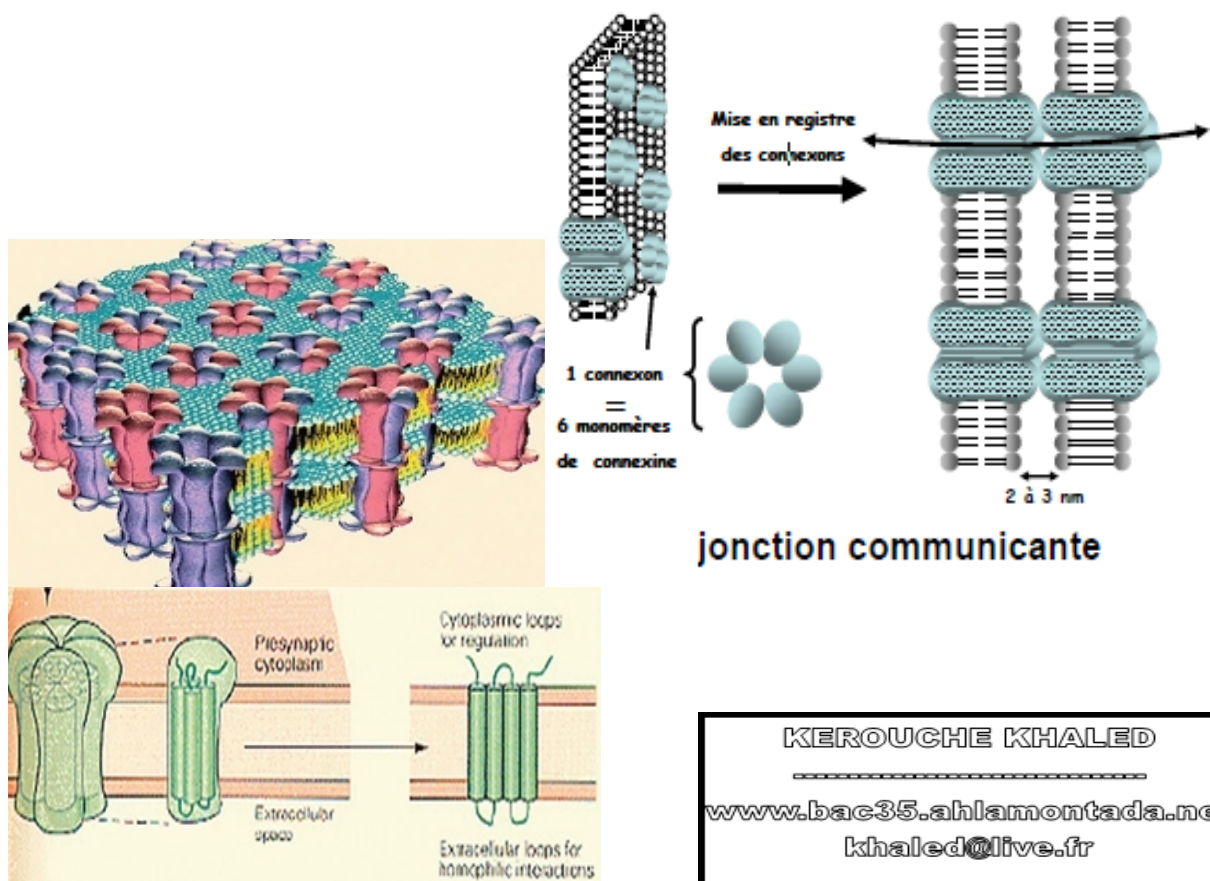 Mise en registre
des connexons
1 connexon
=
6 monomères
de connexine
2 à 3 nm
jonction communicante
Presynaptic
cytoplasm
Extracellular
space
Cytoplasmic loops
for regulation
Extracellular loops for
homophilic interactions
KEROUCHE KHALED
--------------------------------
www.bac35.ahlamontada.ne
khaled@live.fr